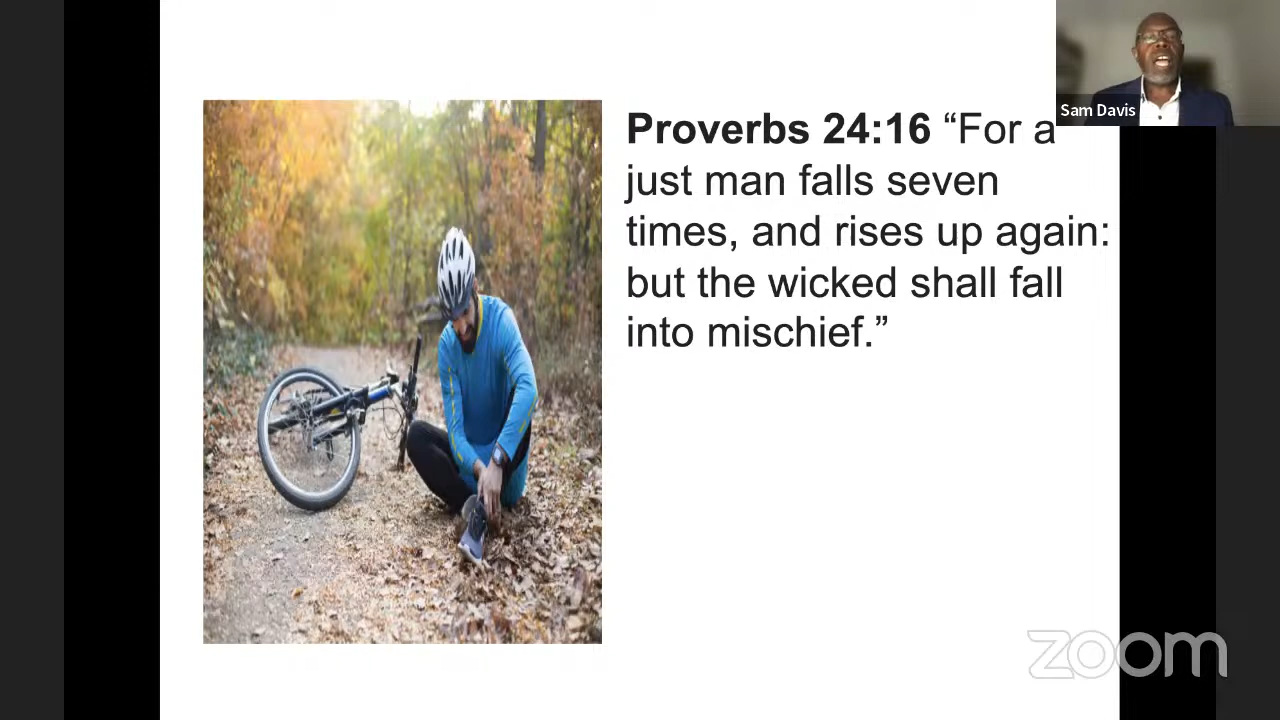 Sam Davis
Proverbs 24:16 “For a
just man falls seven
times, and rises up again:
but the wicked shall fall
into mischief.”
zoom